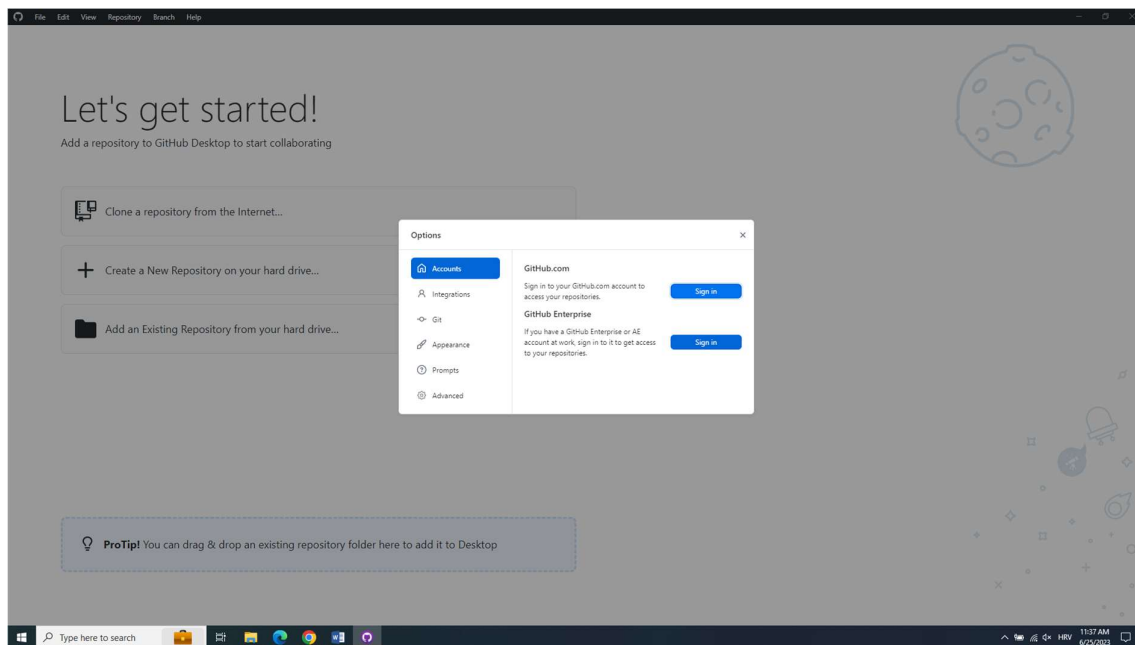 File Edit View Repository Branch Help
Let's get started!
Add a repository to GitHub Desktop to start collaborating
Clone a repository from the Internet...
Create a New Repository on your hard drive...
Add an Existing Repository from your hard drive...
Options
Accounts
Integrations
Git
Appearance
Prompts
Advanced
GitHub.com
Sign in to your GitHub.com account to
access your repositories.
Sign in
GitHub Enterprise
If you have a GitHub Enterprise or AE
account at work, sign in to it to get access
to your repositories.
Sign in
ProTip! You can drag & drop an existing repository folder here to add it to Desktop
Type here to search
HRV
11:37 AM
6/25/2023